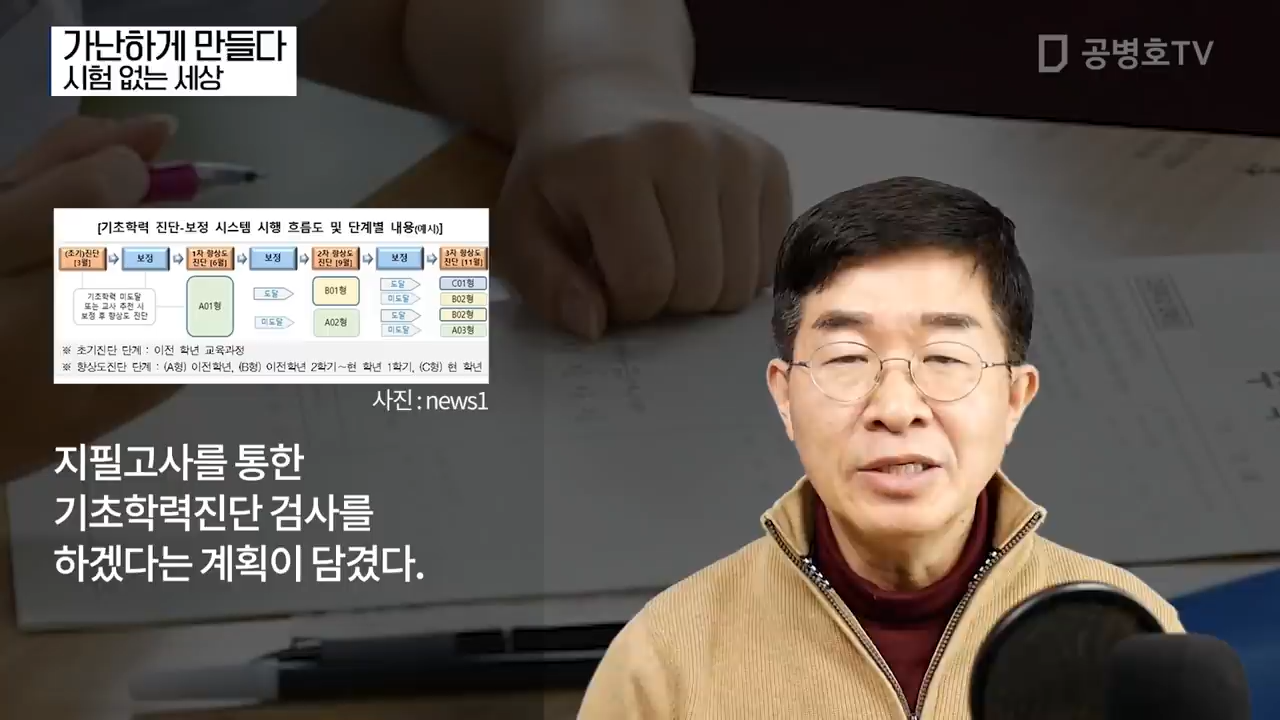 가난하게 만들다
시험 없는 세상
공병호TV
[기초학력 진단-보정 시스템 시행 흐름도 및 단계별 내용(예시)]
(초기)진단 [3월]
보정
1차 향상도 진단 [6월]
보정
2차 향상도 진단 [9월]
보정
3차 향상도 진단 [11월]
기초학력 미도달
또는 교사 추천 시
보정 후 향상도 진단
A01형
도달
미도달
B01형
A02형
도달
미도달
도달
미도달
C01형
B02형
B02형
A03형
※ 초기진단 단계 : 이전 학년 교육과정
※ 향상도진단 단계 : (A형) 이전학년, (B형) 이전학년 2학기~현 학년 1학기, (C형) 현 학년
사진 : news1
지필고사를 통한
기초학력진단 검사를
하겠다는 계획이 담겼다.